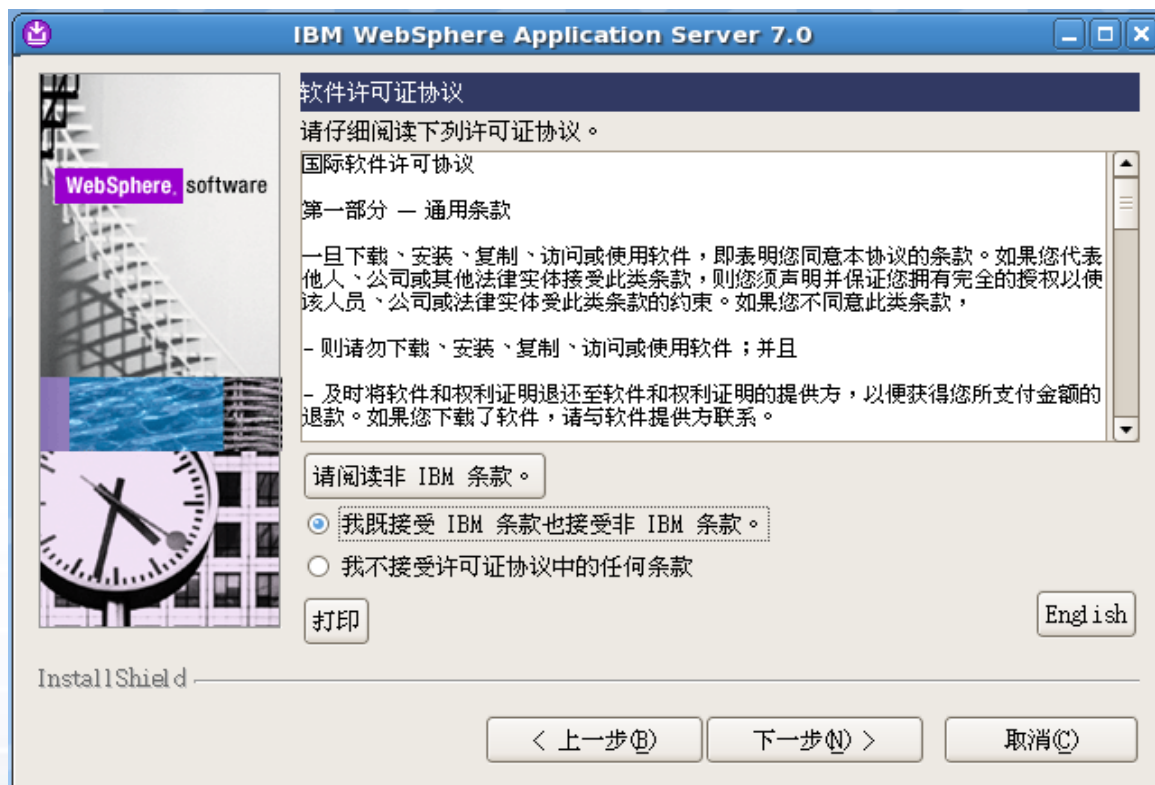 IBM WebSphere Application Server 7.0
WebSphere. software
软件许可证协议
请仔细阅读下列许可证协议。
国际软件许可协议
第一部分 — 通用条款
一旦下载、安装、复制、访问或使用软件，即表明您同意本协议的条款。如果您代表
他人、公司或其他法律实体接受此类条款，则您须声明并保证您拥有完全的授权以使
该人员、公司或法律实体受此类条款的约束。如果您不同意此类条款，
– 则请勿下载、安装、复制、访问或使用软件；并且
– 及时将软件和权利证明退还至软件和权利证明的提供方，以便获得您所支付金额的
退款。如果您下载了软件，请与软件提供方联系。
请阅读非 IBM 条款。
我既接受 IBM 条款也接受非 IBM 条款。
我不接受许可证协议中的任何条款
打印
English
InstallShield
< 上一步(B)
下一步(N) >
取消(C)